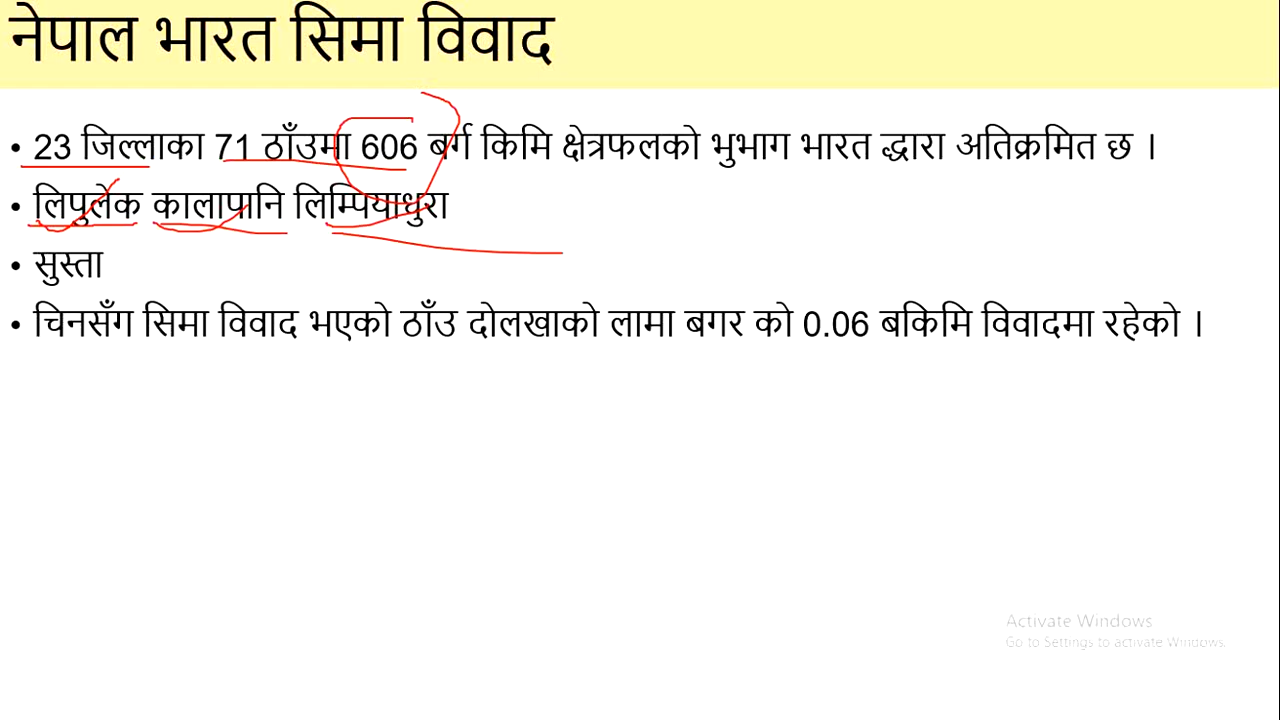 नेपाल भारत सिमा विवाद
• 23 जिल्लाका 71 ठाँउमा 606 बर्ग किमि क्षेत्रफलको भुभाग भारत द्धारा अतिक्रमित छ ।
• लिपुलेक कालापानि लिम्पियाधुरा
• सुस्ता
• चिनसँग सिमा विवाद भएको ठाँउ दोलखाको लामा बगर को 0.06 बकिमि विवादमा रहेको ।
Activate Windows
Go to Settings to activate Windows.